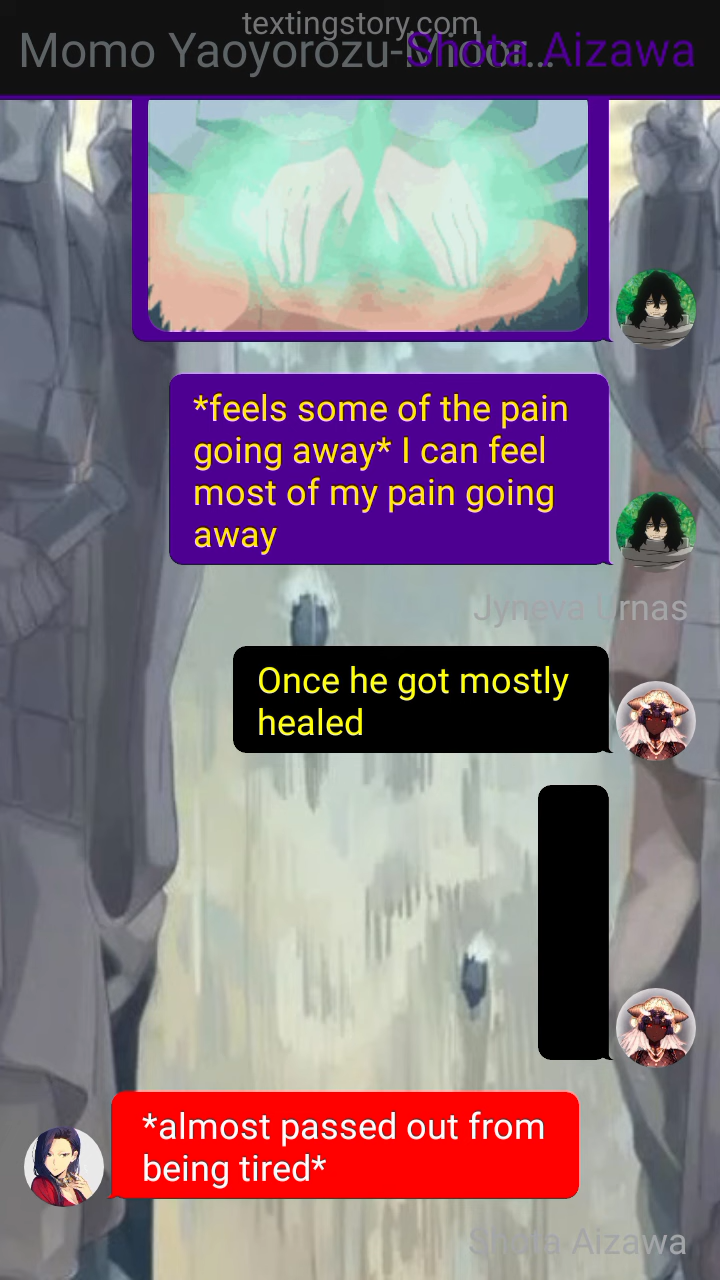 textingstory.com
Momo Yaoyorozu-Midor... Shota Aizawa
*feels some of the pain
going away* I can feel
most of my pain going
away
Jyneva Urnas
Once he got mostly
healed
*almost passed out from
being tired*
Shota Aizawa